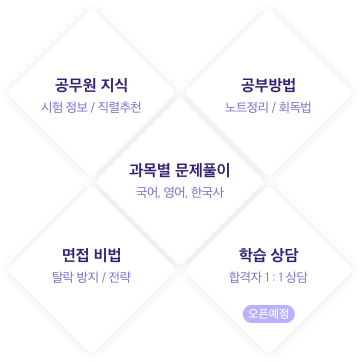 공무원 지식
시험 정보 / 직렬추천
공부방법
노트정리 / 회독법
과목별 문제풀이
국어, 영어, 한국사
면접 비법
탈락 방지 / 전략
학습 상담
합격자 1 : 1 상담
오픈예정